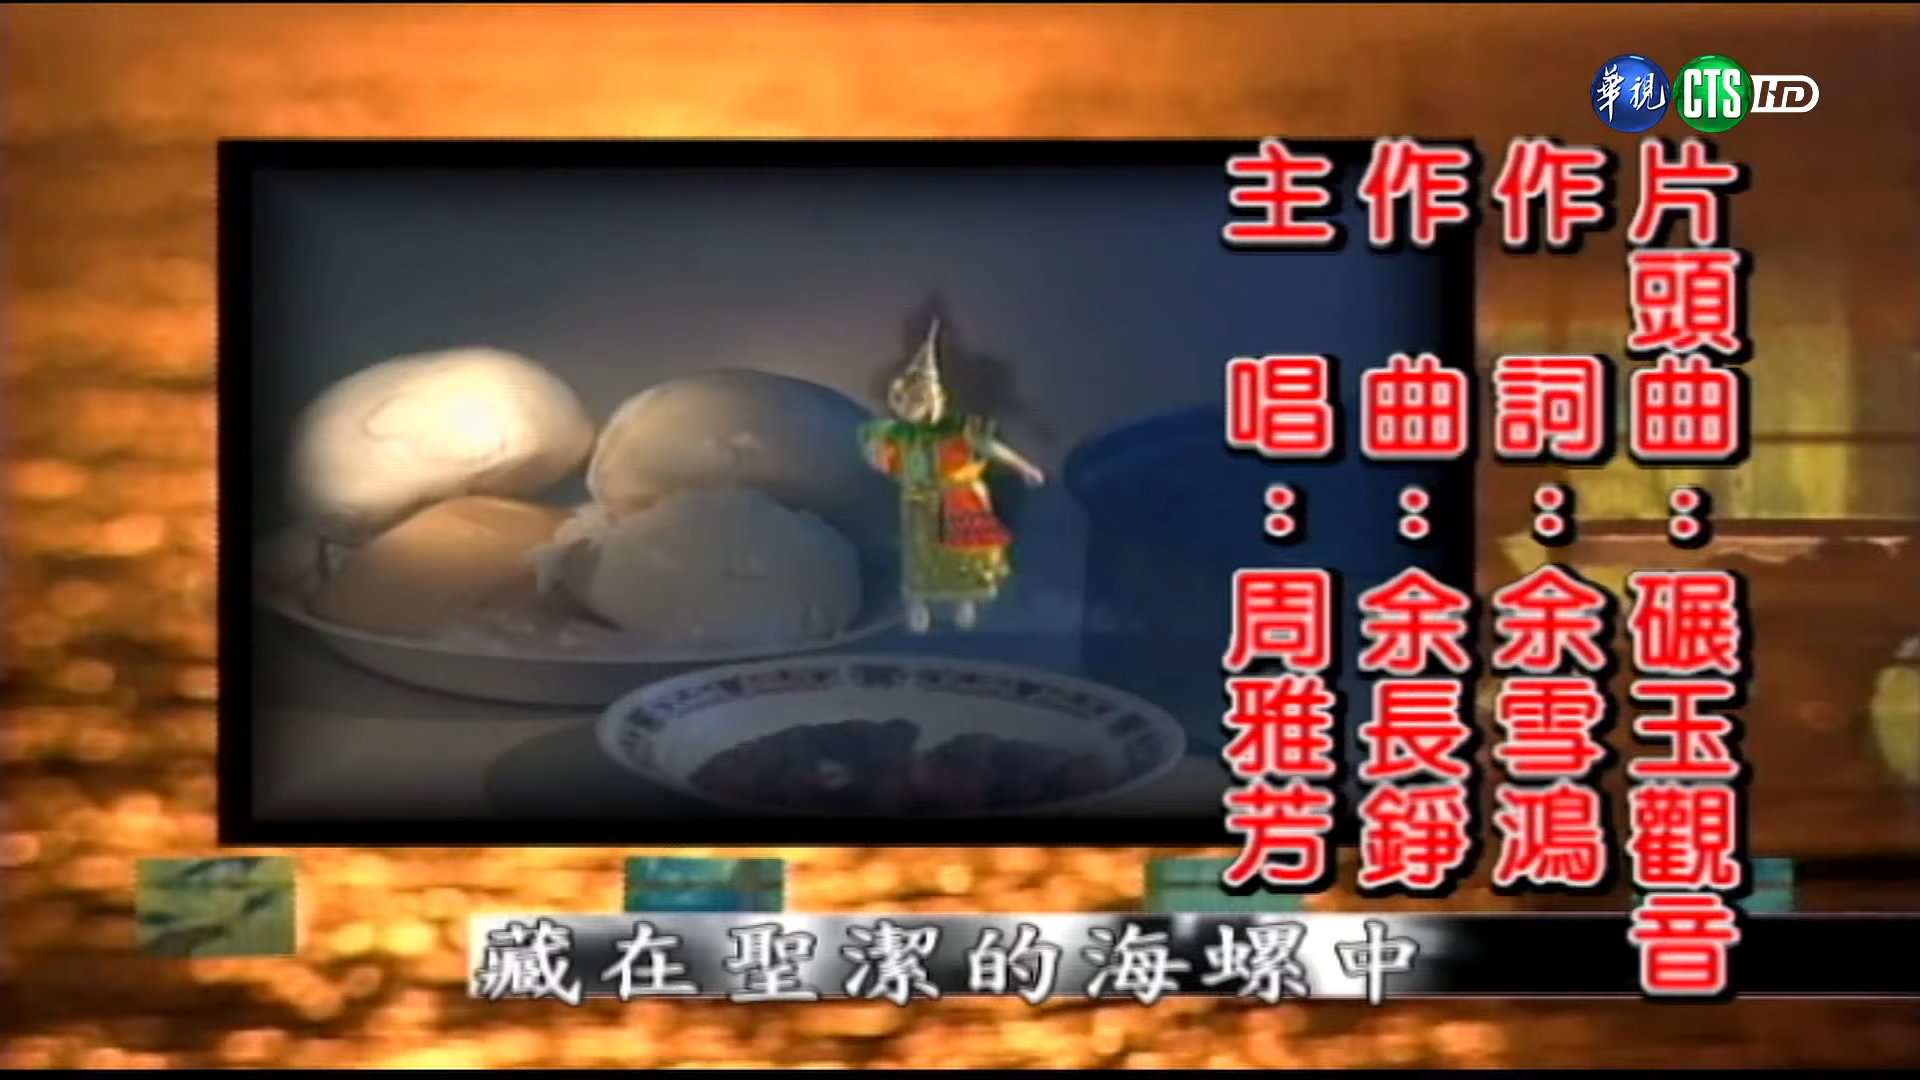 華視 CTS HD
片頭曲：碾玉觀音
作詞：余雪鴻
作曲：余長錚
主唱：周雅芳
藏在聖潔的海螺中